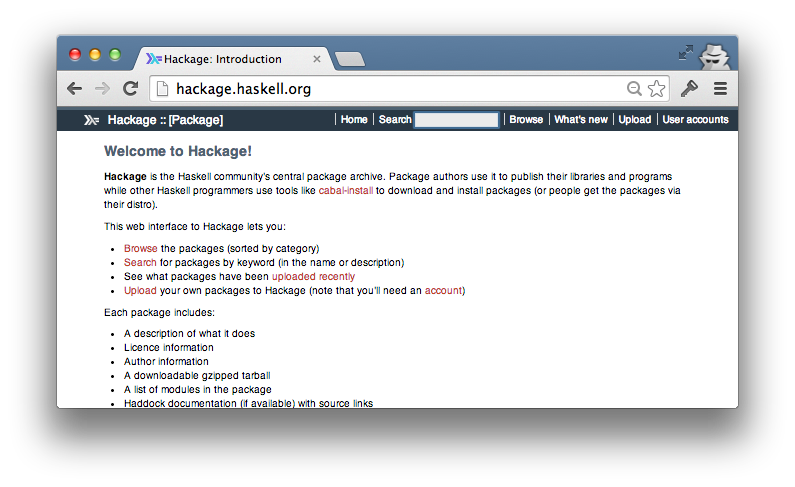 Hackage: Introduction
hackage.haskell.org
Hackage :: [Package]
Home
Search
Browse
What's new
Upload
User accounts
Welcome to Hackage!
Hackage is the Haskell community's central package archive. Package authors use it to publish their libraries and programs
while other Haskell programmers use tools like cabal-install to download and install packages (or people get the packages via
their distro).
This web interface to Hackage lets you:
• Browse the packages (sorted by category)
• Search for packages by keyword (in the name or description)
• See what packages have been uploaded recently
• Upload your own packages to Hackage (note that you'll need an account)
Each package includes:
• A description of what it does
• Licence information
• Author information
• A downloadable gzipped tarball
• A list of modules in the package
• Haddock documentation (if available) with source links